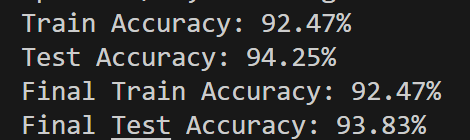 Train Accuracy: 92.47%
Test Accuracy: 94.25%
Final Train Accuracy: 92.47%
Final Test Accuracy: 93.83%